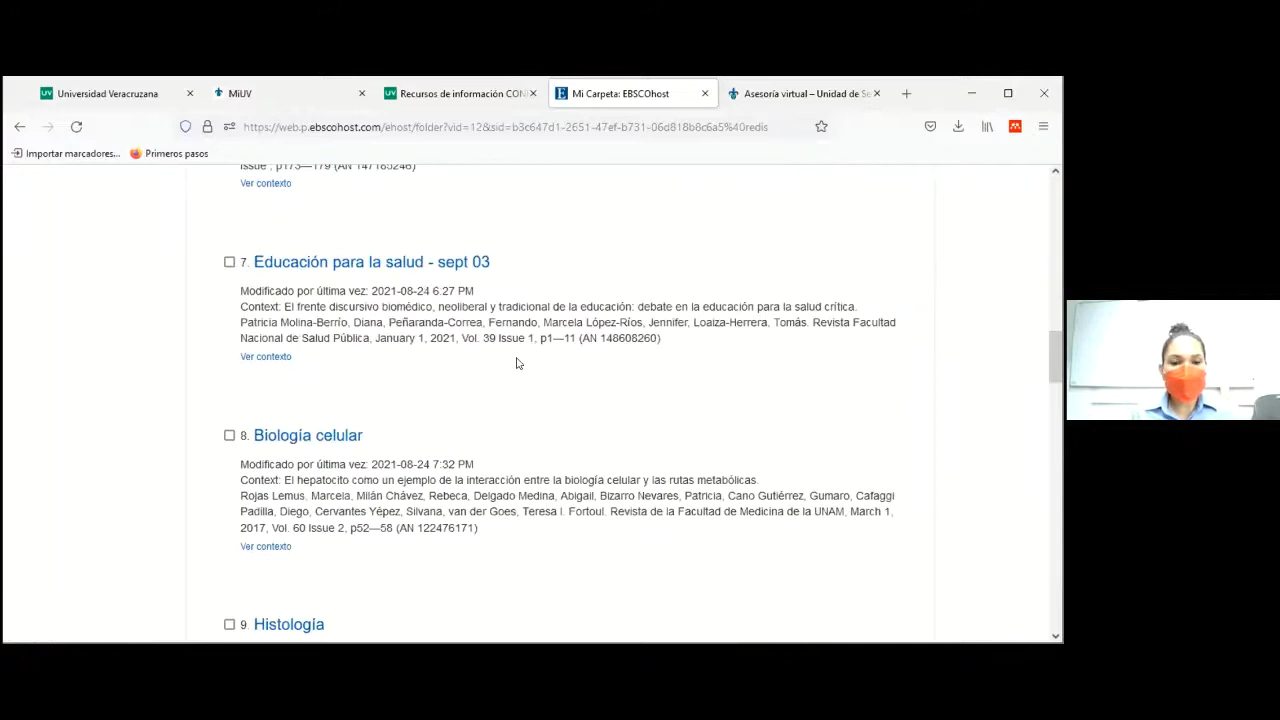 Universidad Veracruzana
MiUV
Recursos de información CON
Mi Carpeta: EBSCOhost
Asesoría virtual – Unidad de Se
https://web.p.ebscohost.com/ehost/folder?vid=12&sid=b3c647d1-2651-47ef-b731-06d818b8c6a5%40redis
Importar marcadores...
Primeros pasos
Issue , p173—179 (AN 147185246)
Ver contexto
7. Educación para la salud - sept 03
Modificado por última vez: 2021-08-24 6.27 PM
Context: El frente discursivo biomédico, neoliberal y tradicional de la educación: debate en la educación para la salud crítica.
Patricia Molina-Berrío, Diana, Peñaranda-Correa, Fernando, Marcela López-Ríos, Jennifer, Loaiza-Herrera, Tomás. Revista Facultad
Nacional de Salud Pública, January 1, 2021, Vol. 39 Issue 1, p1—11 (AN 148608260)
Ver contexto
8. Biología celular
Modificado por última vez: 2021-08-24 7:32 PM
Context: El hepatocito como un ejemplo de la interacción entre la biología celular y las rutas metabólicas.
Rojas Lemus, Marcela, Milán Chávez, Rebeca, Delgado Medina, Abigail, Bizarro Nevares, Patricia, Cano Gutiérrez, Gumaro, Cafaggi
Padilla, Diego, Cervantes Yépez, Silvana, van der Goes, Teresa I. Fortoul. Revista de la Facultad de Medicina de la UNAM, March 1,
2017, Vol. 60 Issue 2, p52—58 (AN 122476171)
Ver contexto
9. Histología